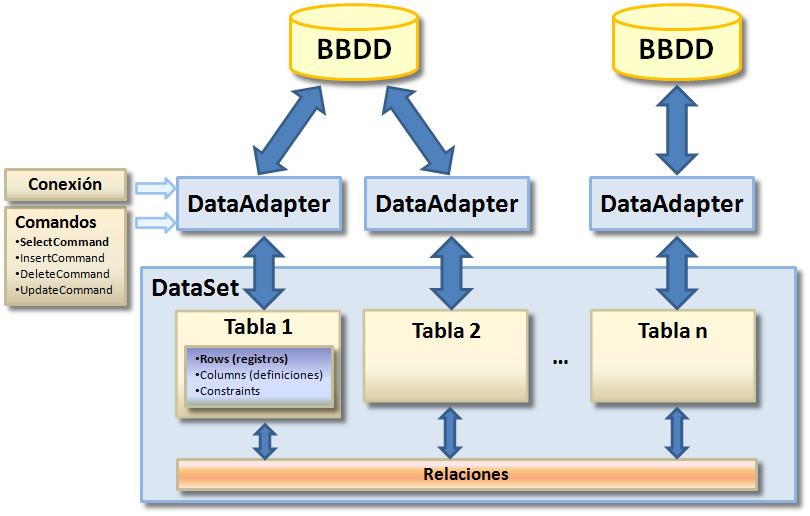 BBDD
BBDD
Conexión
DataAdapter
DataAdapter
DataAdapter
Comandos
•SelectCommand
•InsertCommand
•DeleteCommand
•UpdateCommand
DataSet
Tabla 1
•Rows (registros)
•Columns (definiciones)
•Constraints
Tabla 2
...
Tabla n
Relaciones